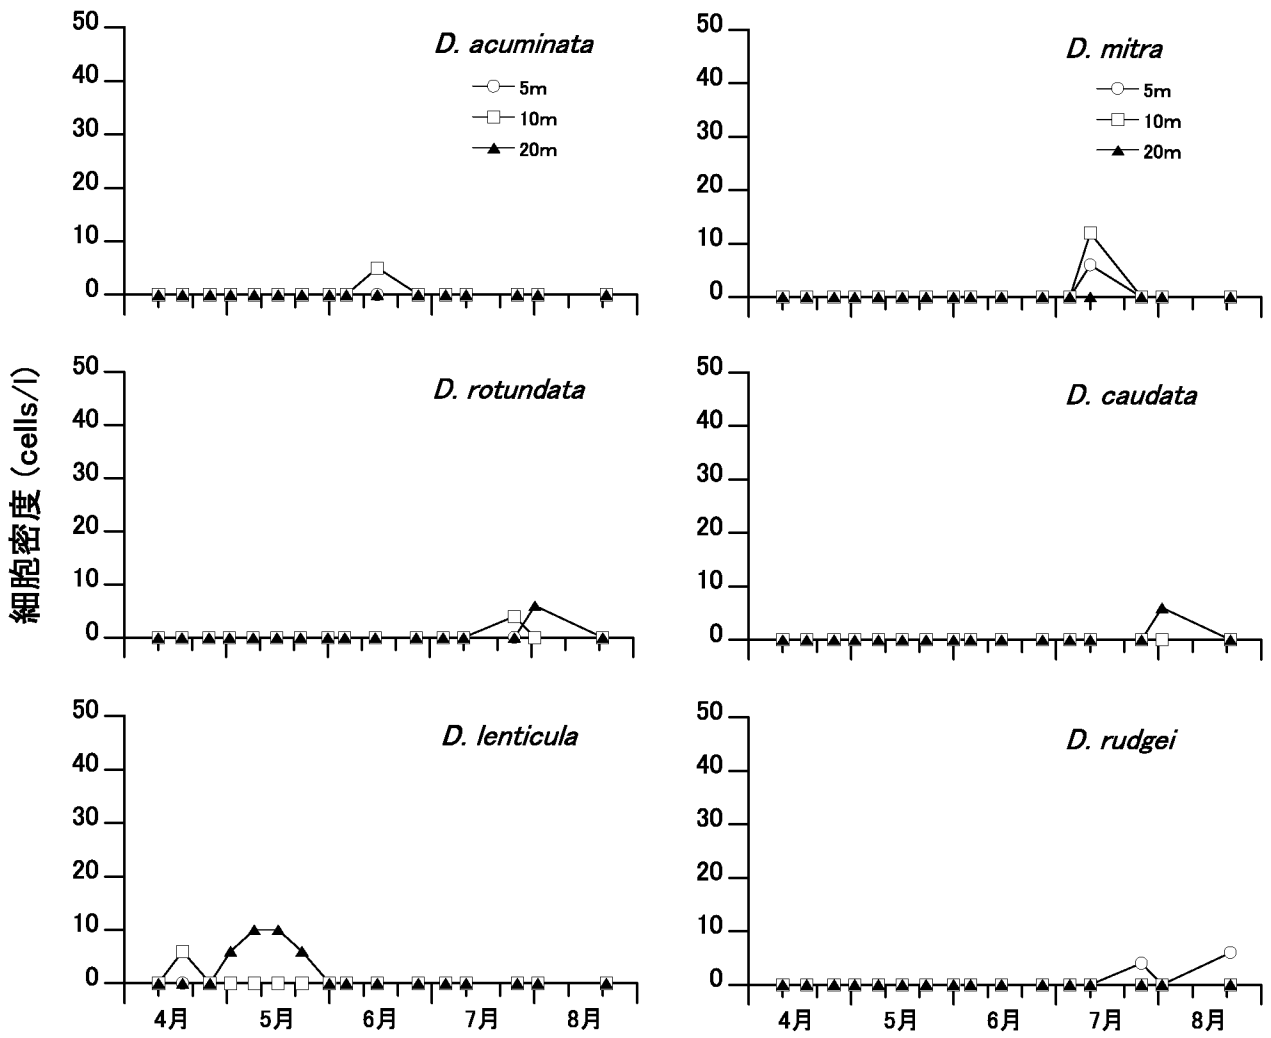 細胞密度 (cells/l)
D. acuminata
5m
10m
20m
50
40
30
20
10
0
D. mitra
5m
10m
20m
50
40
30
20
10
0
D. rotundata
50
40
30
20
10
0
D. caudata
50
40
30
20
10
0
D. lenticula
50
40
30
20
10
0
4月 5月 6月 7月 8月
D. rudgei
50
40
30
20
10
0
4月 5月 6月 7月 8月